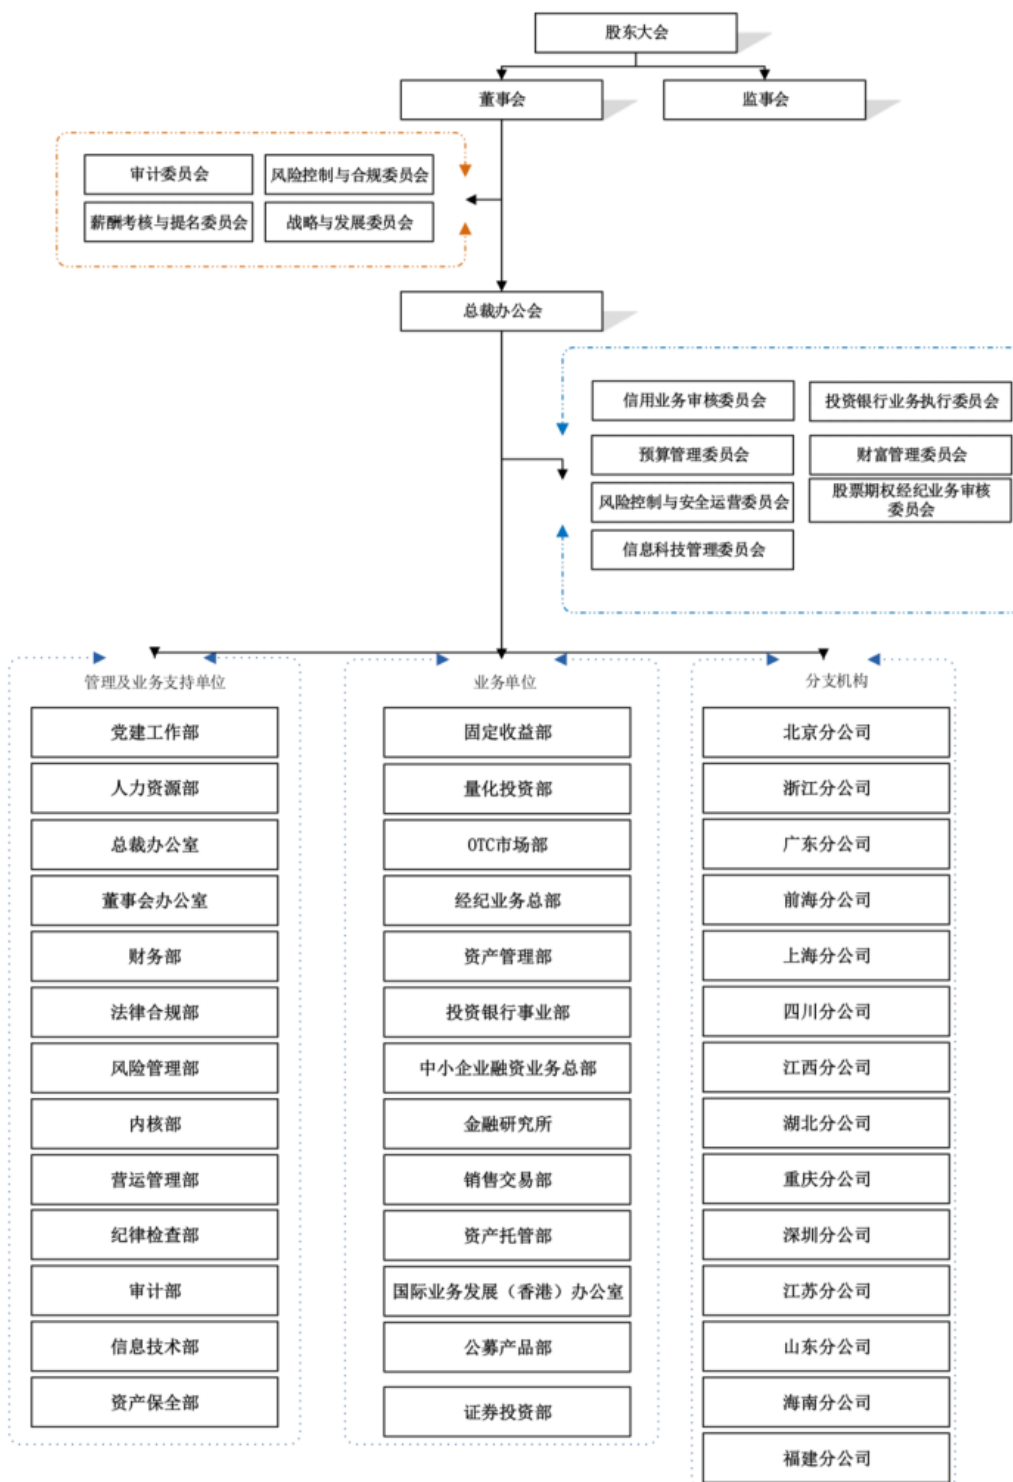 股东大会
董事会
监事会
审计委员会
风险控制与合规委员会
薪酬考核与提名委员会
战略与发展委员会
总裁办公会
信用业务审核委员会
投资银行业务执行委员会
预算管理委员会
财富管理委员会
风险控制与安全运营委员会
股票期权经纪业务审核
委员会
信息科技管理委员会
管理及业务支持单位
党建工作部
人力资源部
总裁办公室
董事会办公室
财务部
法律合规部
风险管理部
内核部
营运管理部
纪律检查部
审计部
信息技术部
资产保全部
业务单位
固定收益部
量化投资部
OTC市场部
经纪业务总部
资产管理部
投资银行事业部
中小企业融资业务总部
金融研究所
销售交易部
资产托管部
国际业务发展（香港）办公室
公募产品部
证券投资部
分支机构
北京分公司
浙江分公司
广东分公司
前海分公司
上海分公司
四川分公司
江西分公司
湖北分公司
重庆分公司
深圳分公司
江苏分公司
山东分公司
海南分公司
福建分公司